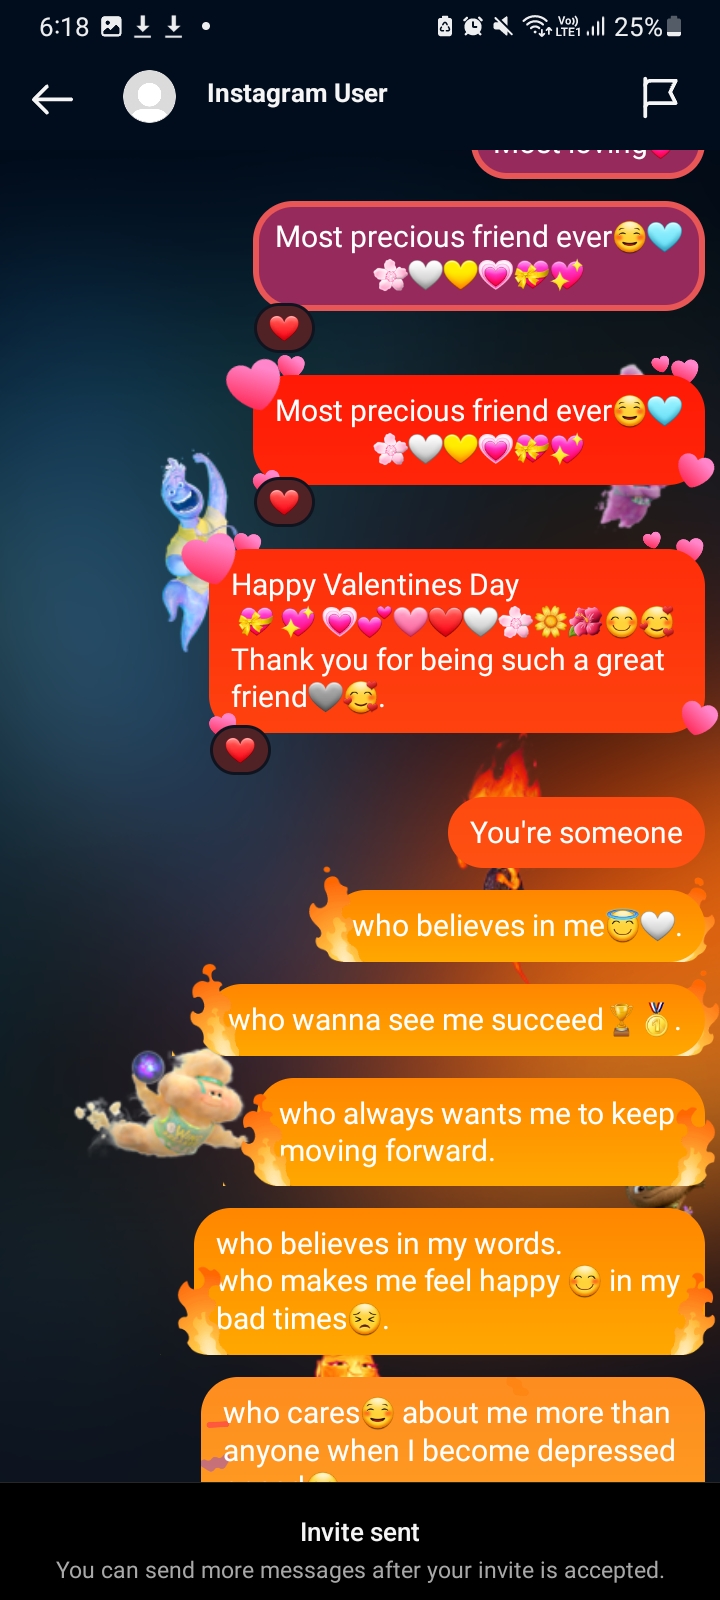 6:18
Vo)) LTE1 25%
Instagram User
Most loving
Most precious friend ever☺️🩵
🌸🤍💛💗💝💖
❤️
Most precious friend ever☺️🩵
🌸🤍💛💗💝💖
❤️
Happy Valentines Day
💝 💖 💗💕🩷❤️🤍🌸🌼🌺😊🥰
Thank you for being such a great
friend🩶🥰.
❤️
You're someone
who believes in me😇🤍.
who wanna see me succeed🏆🏅.
who always wants me to keep
moving forward.
who believes in my words.
who makes me feel happy 😊 in my
bad times😣.
who cares☺️ about me more than
anyone when I become depressed
Invite sent
You can send more messages after your invite is accepted.